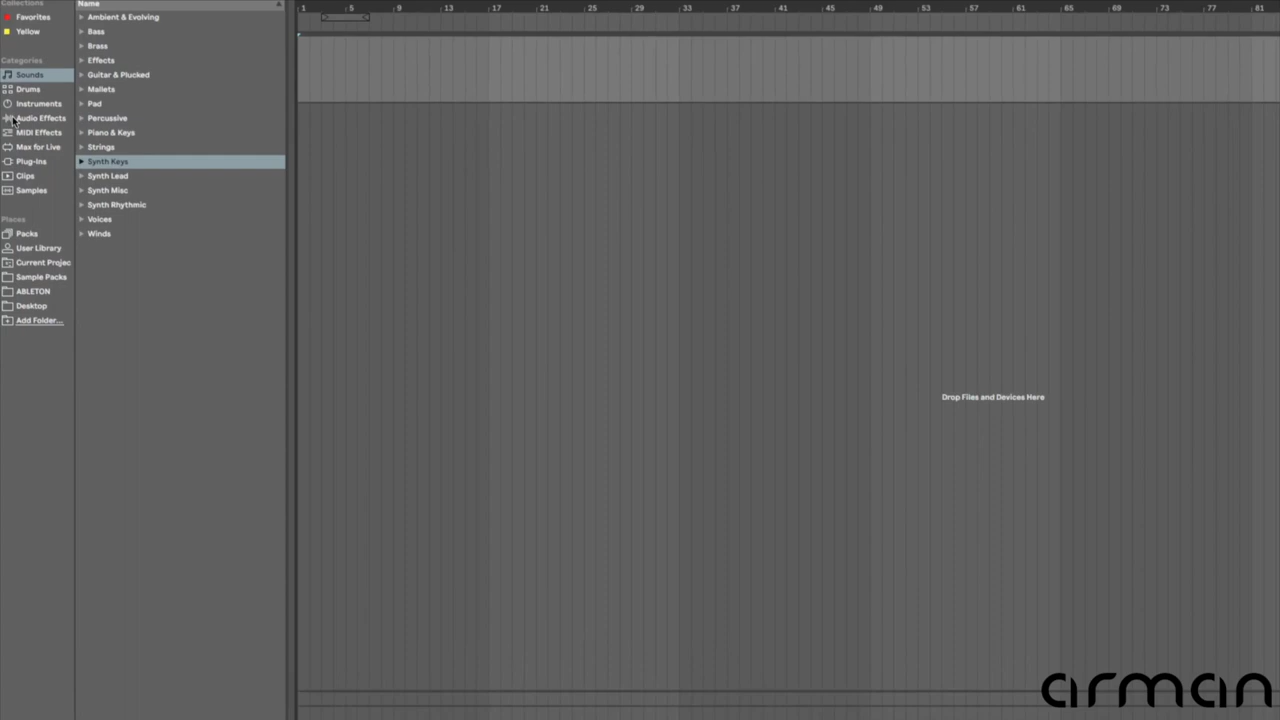 Collections
Favorites
Yellow
Categories
Sounds
Drums
Instruments
Audio Effects
MIDI Effects
Max for Live
Plug-Ins
Clips
Samples
Places
Packs
User Library
Current Projec
Sample Packs
ABLETON
Desktop
Add Folder...
Name
Ambient & Evolving
Bass
Brass
Effects
Guitar & Plucked
Mallets
Pad
Percussive
Piano & Keys
Strings
Synth Keys
Synth Lead
Synth Misc
Synth Rhythmic
Voices
Winds
1 5 9 13 17 21 25 29 33 37 41 45 49 53 57 61 65 69 73 77 81
Drop Files and Devices Here
arman